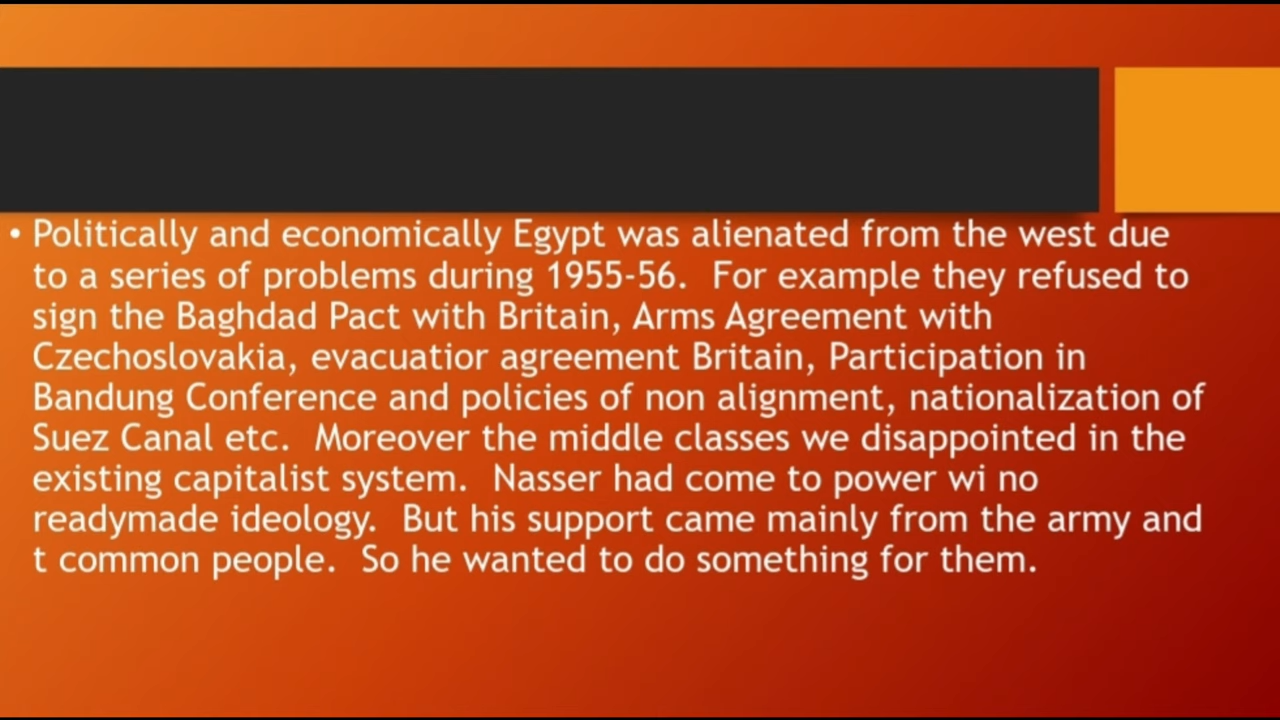 • Politically and economically Egypt was alienated from the west due
to a series of problems during 1955-56.  For example they refused to
sign the Baghdad Pact with Britain, Arms Agreement with
Czechoslovakia, evacuatior agreement Britain, Participation in
Bandung Conference and policies of non alignment, nationalization of
Suez Canal etc.  Moreover the middle classes we disappointed in the
existing capitalist system.  Nasser had come to power wi no
readymade ideology.  But his support came mainly from the army and
t common people.  So he wanted to do something for them.